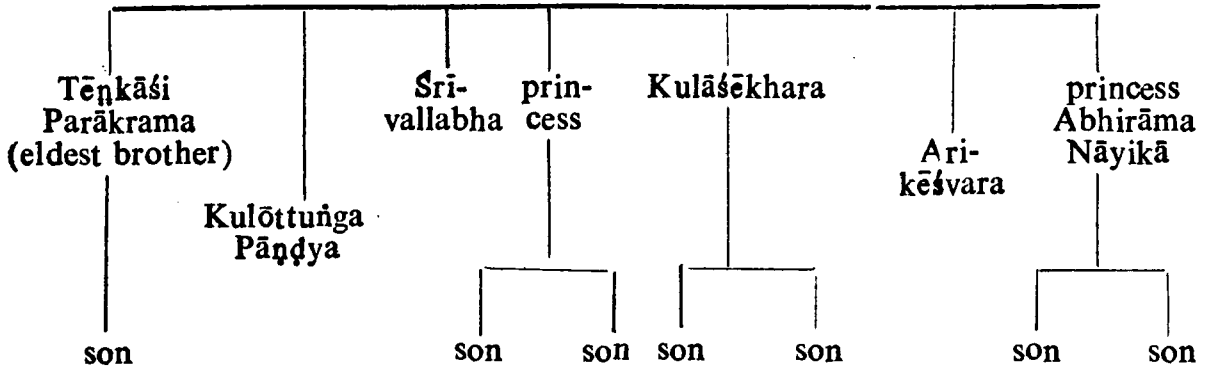 Tēṇkāśi
Parākrama
(eldest brother)
Kulōttuṅga
Pāṇḍya
Śrī-
vallabha
prin-
cess
Kulāśēkhara
Ari-
kēśvara
princess
Abhirāma
Nāyikā
son
son
son
son
son
son
son